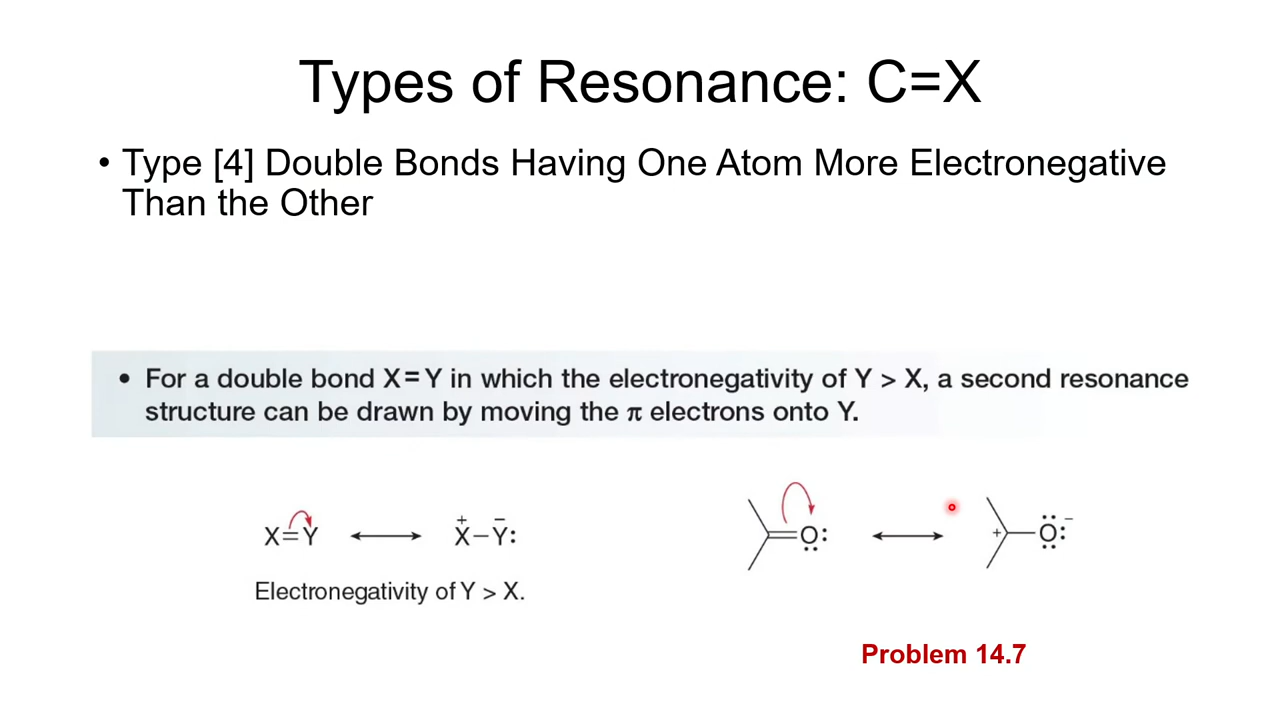 Types of Resonance: C=X
• Type [4] Double Bonds Having One Atom More Electronegative
Than the Other
• For a double bond X=Y in which the electronegativity of Y > X, a second resonance
structure can be drawn by moving the π electrons onto Y.
X=Y ⟷ X⁺–Y⁻:
Electronegativity of Y > X.
=O: ⟷ + –O:⁻
Problem 14.7